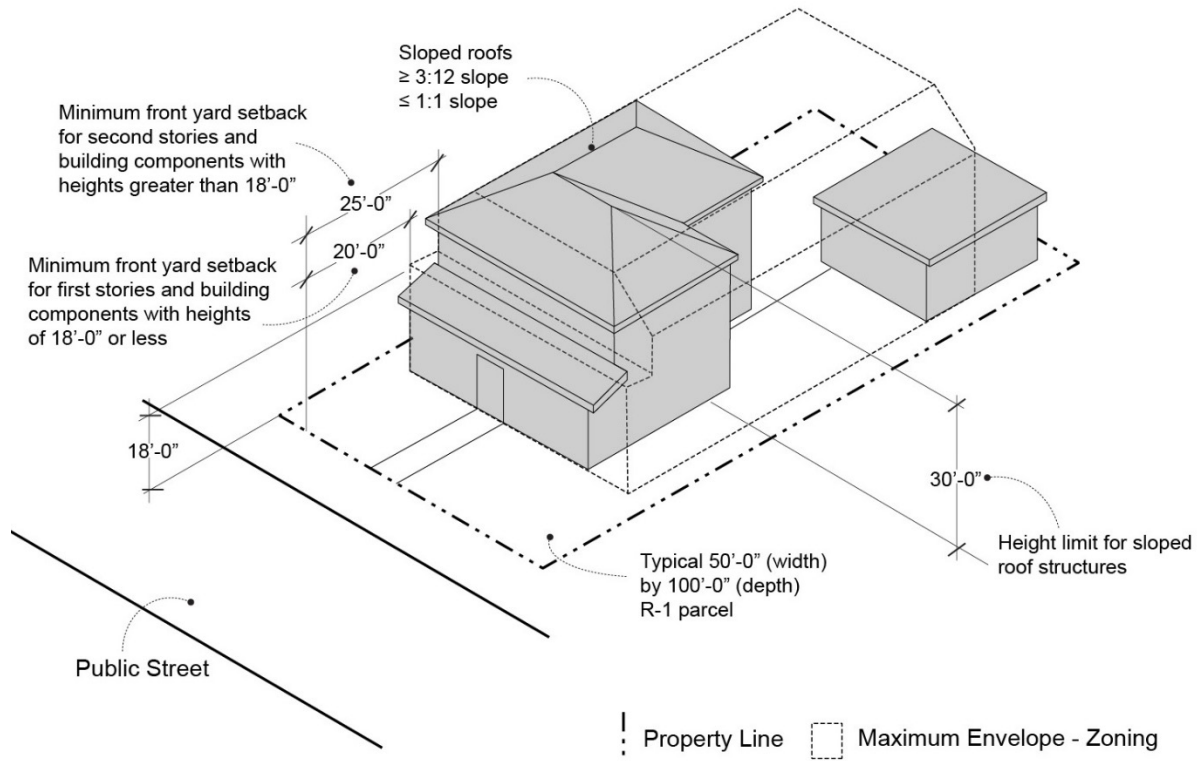 Sloped roofs
≥ 3:12 slope
≤ 1:1 slope
Minimum front yard setback
for second stories and
building components with
heights greater than 18’-0”
25’-0”
20’-0”
Minimum front yard setback
for first stories and building
components with heights
of 18’-0” or less
18’-0”
30’-0”
Height limit for sloped
roof structures
Typical 50’-0” (width)
by 100’-0” (depth)
R-1 parcel
Public Street
Property Line
Maximum Envelope - Zoning